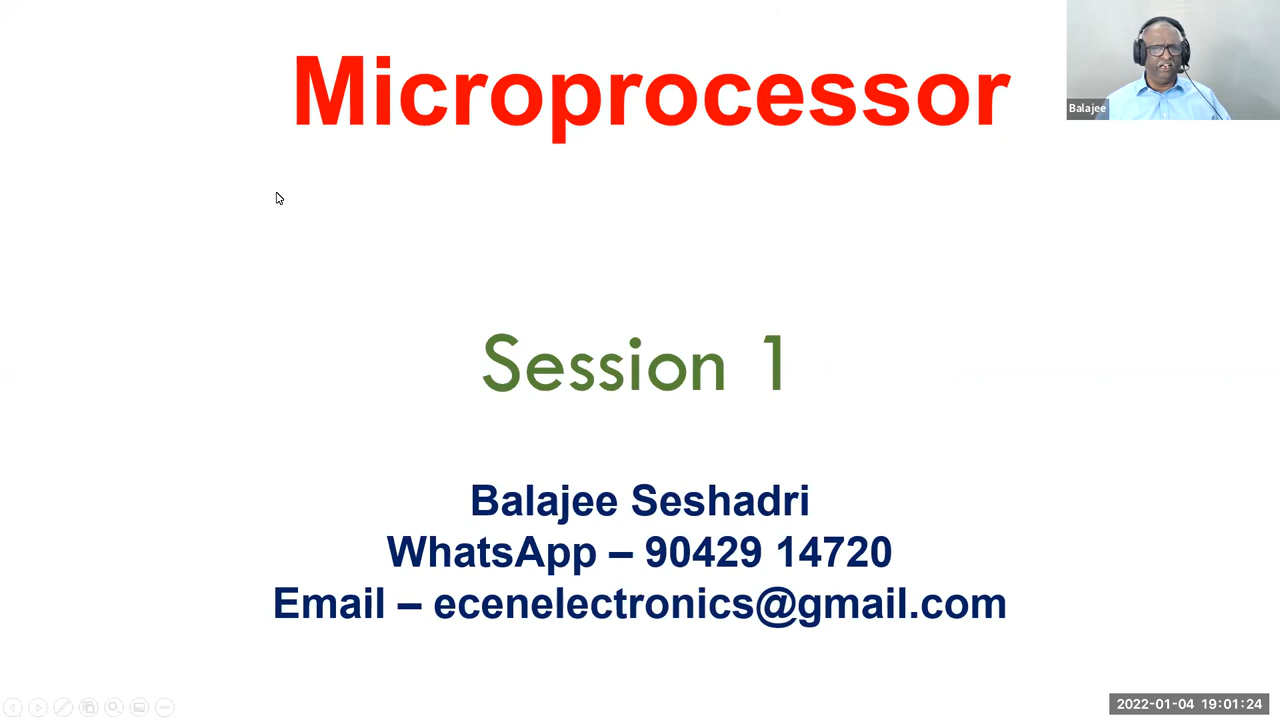 Microprocessor
Balajee
Session 1
Balajee Seshadri
WhatsApp – 90429 14720
Email – ecenelectronics@gmail.com
2022-01-04 19:01:24